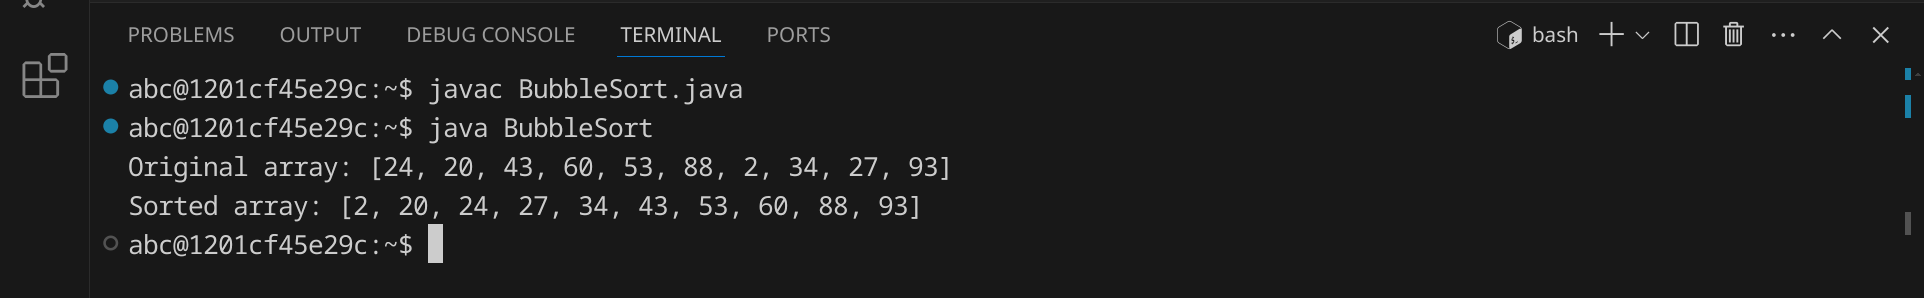 PROBLEMS OUTPUT DEBUG CONSOLE TERMINAL PORTS bash
abc@1201cf45e29c:~$ javac BubbleSort.java
abc@1201cf45e29c:~$ java BubbleSort
Original array: [24, 20, 43, 60, 53, 88, 2, 34, 27, 93]
Sorted array: [2, 20, 24, 27, 34, 43, 53, 60, 88, 93]
abc@1201cf45e29c:~$